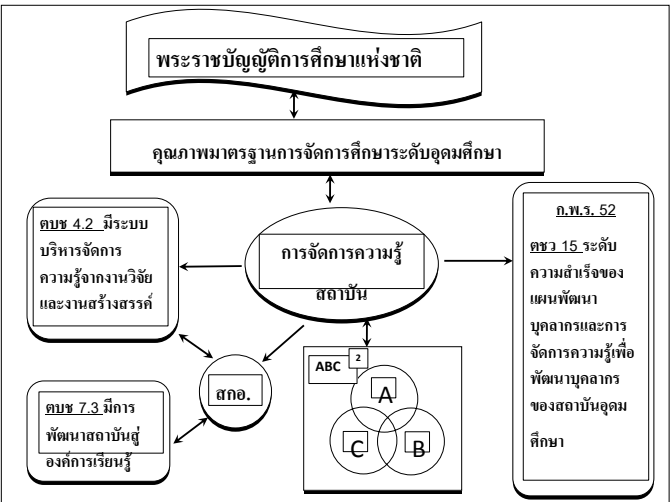 พระราชบัญญัติการศึกษาแห่งชาติ
คุณภาพมาตรฐานการจัดการศึกษาระดับอุดมศึกษา
ตบช 4.2 มีระบบ
บริหารจัดการ
ความรู้จากงานวิจัย
และงานสร้างสรรค์
การจัดการความรู้
สถาบัน
ก.พ.ร. 52
ตชว 15 ระดับ
ความสำเร็จของ
แผนพัฒนา
บุคลากรและการ
จัดการความรู้เพื่อ
พัฒนาบุคลากร
ของสถาบันอุดม
ศึกษา
สกอ.
ตบช 7.3 มีการ
พัฒนาสถาบันสู่
องค์การเรียนรู้
ABC 2
A
C B